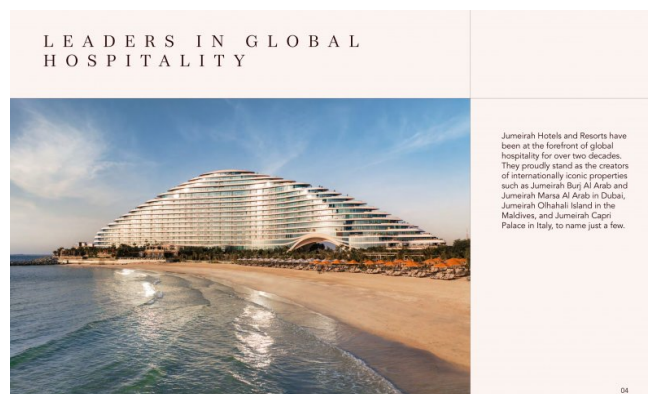 LEADERS IN GLOBAL
HOSPITALITY
Jumeirah Hotels and Resorts have
been at the forefront of global
hospitality for over two decades.
They proudly stand as the creators
of internationally iconic properties
such as Jumeirah Burj Al Arab and
Jumeirah Marsa Al Arab in Dubai,
Jumeirah Olhahali Island in the
Maldives, and Jumeirah Capri
Palace in Italy, to name just a few.
04